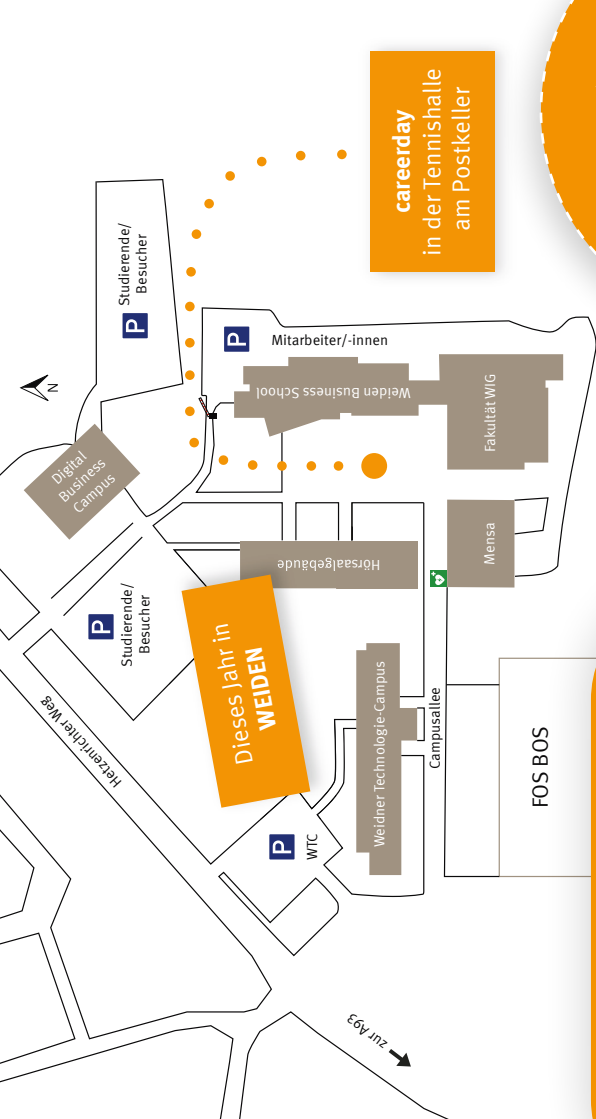 careerday
in der Tennishalle
am Postkeller
Studierende/
Besucher
P
N
P
Mitarbeiter/-innen
Weiden Business School
Fakultät WIG
Digital
Business
Campus
Hörsaalgebäude
Mensa
P
Studierende/
Besucher
Dieses Jahr in
WEIDEN
Hetzenrichter Weg
Weidner Technologie-Campus
Campusallee
FOS BOS
P
WTC
zur A93